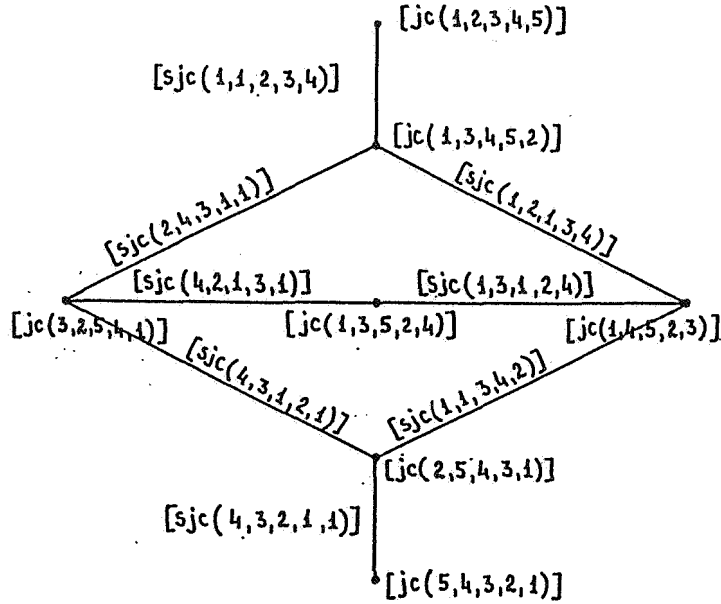 [jc(1,2,3,4,5)]
[sjc(1,1,2,3,4)]
[jc(1,3,4,5,2)]
[sjc(2,4,3,1,1)]
[sjc(1,2,1,3,4)]
[sjc(4,2,1,3,1)]
[sjc(1,3,1,2,4)]
[jc(3,2,5,4,1)]
[jc(1,3,5,2,4)]
[jc(1,4,5,2,3)]
[sjc(4,3,1,2,1)]
[sjc(1,1,3,4,2)]
[jc(2,5,4,3,1)]
[sjc(4,3,2,1,1)]
[jc(5,4,3,2,1)]